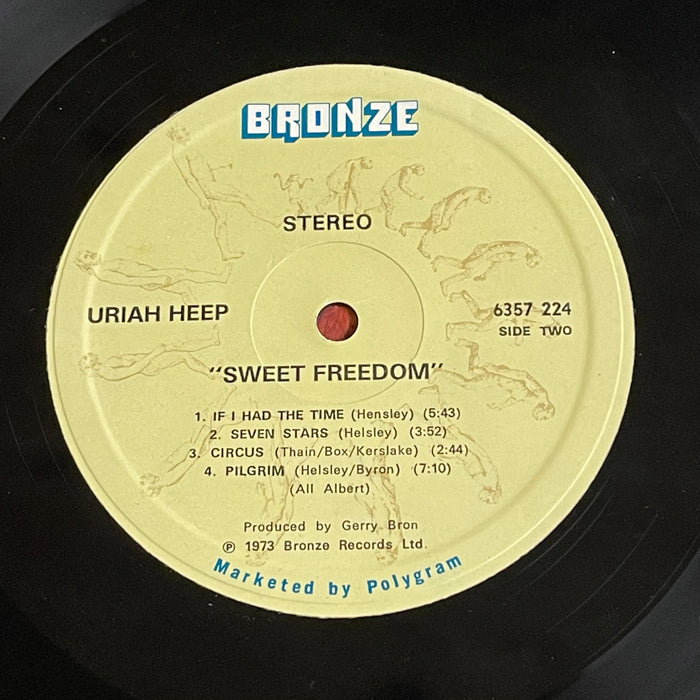 BRONZE
STEREO
URIAH HEEP
6357 224
SIDE TWO
"SWEET FREEDOM"
1. IF I HAD THE TIME (Hensley) (5:43)
2. SEVEN STARS (Helsley) (3:52)
3. CIRCUS (Thain/Box/Kerslake) (2:44)
4. PILGRIM (Helsley/Byron) (7:10)
(All Albert)
Produced by Gerry Bron
℗ 1973 Bronze Records Ltd.
Marketed by Polygram